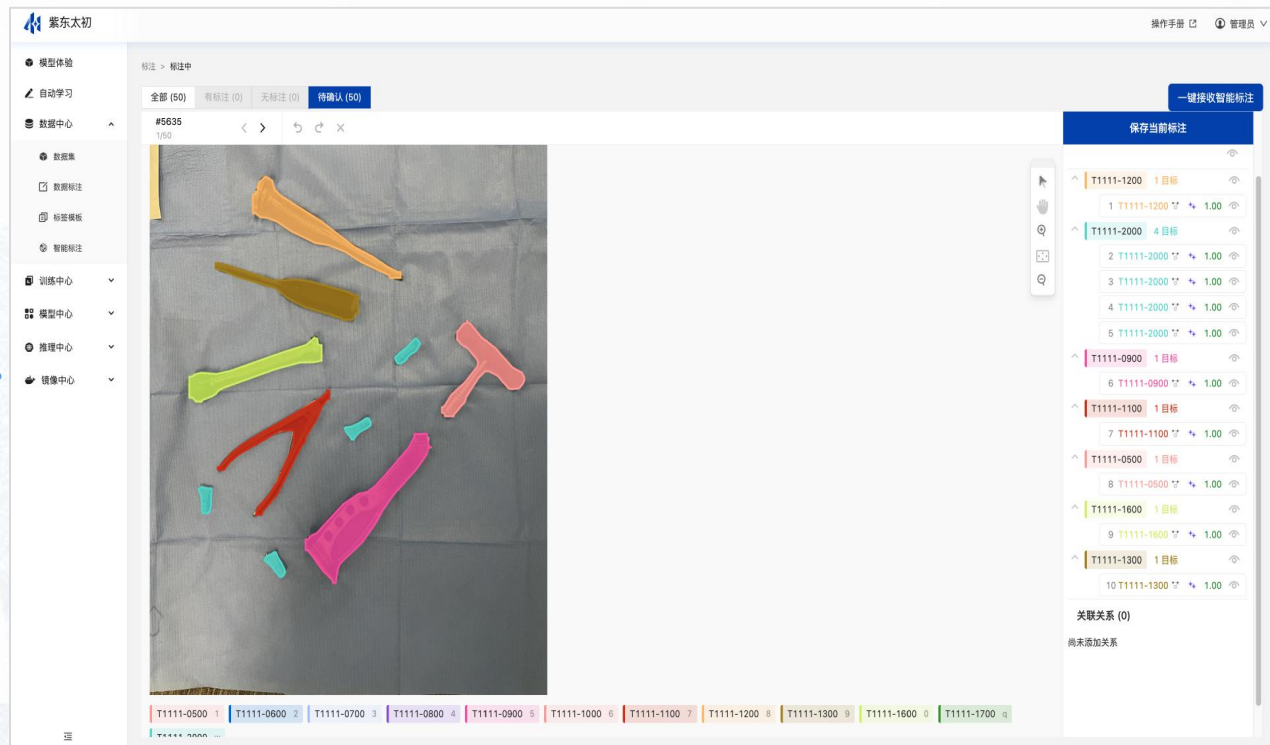 紫东太初
操作手册
管理员
模型体验
自动学习
数据中心
数据集
数据标注
标签模板
智能标注
训练中心
模型中心
推理中心
镜像中心
标注 > 标注中
全部 (50) 有标注 (0) 无标注 (0) 待确认 (50)
一键接收智能标注
#5635
1/50
保存当前标注
T1111-1200 1 目标
1 T1111-1200 1.00
T1111-2000 4 目标
2 T1111-2000 1.00
3 T1111-2000 1.00
4 T1111-2000 1.00
5 T1111-2000 1.00
T1111-0900 1 目标
6 T1111-0900 1.00
T1111-1100 1 目标
7 T1111-1100 1.00
T1111-0500 1 目标
8 T1111-0500 1.00
T1111-1600 1 目标
9 T1111-1600 1.00
T1111-1300 1 目标
10 T1111-1300 1.00
关联关系 (0)
尚未添加关系
T1111-0500 1 T1111-0600 2 T1111-0700 3 T1111-0800 4 T1111-0900 5 T1111-1000 6 T1111-1100 7 T1111-1200 8 T1111-1300 9 T1111-1600 0 T1111-1700 q